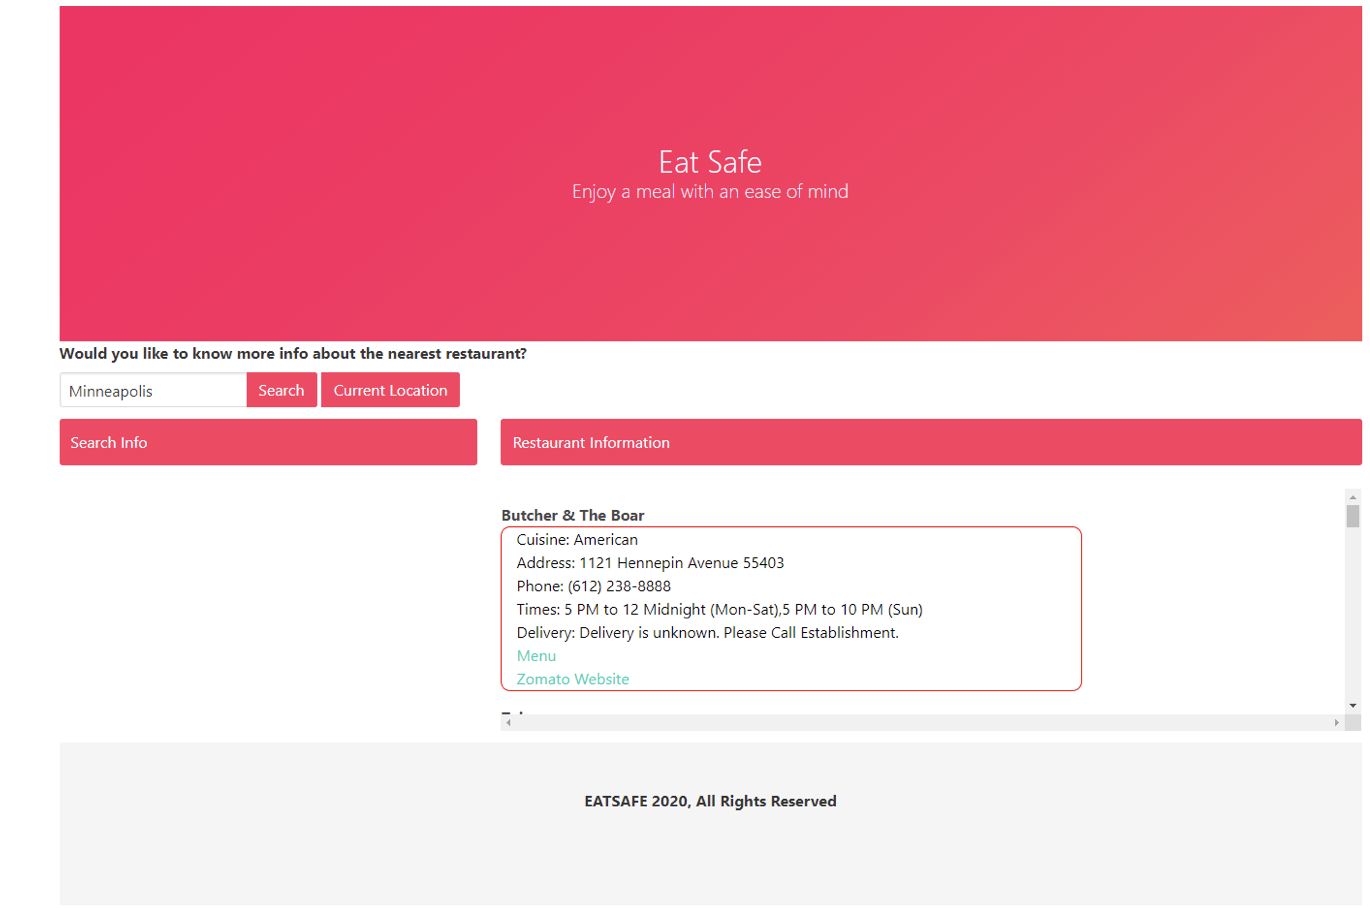 Eat Safe
Enjoy a meal with an ease of mind
Would you like to know more info about the nearest restaurant?
Minneapolis Search Current Location
Search Info
Restaurant Information
Butcher & The Boar
Cuisine: American
Address: 1121 Hennepin Avenue 55403
Phone: (612) 238-8888
Times: 5 PM to 12 Midnight (Mon-Sat),5 PM to 10 PM (Sun)
Delivery: Delivery is unknown. Please Call Establishment.
Menu
Zomato Website
EATSAFE 2020, All Rights Reserved